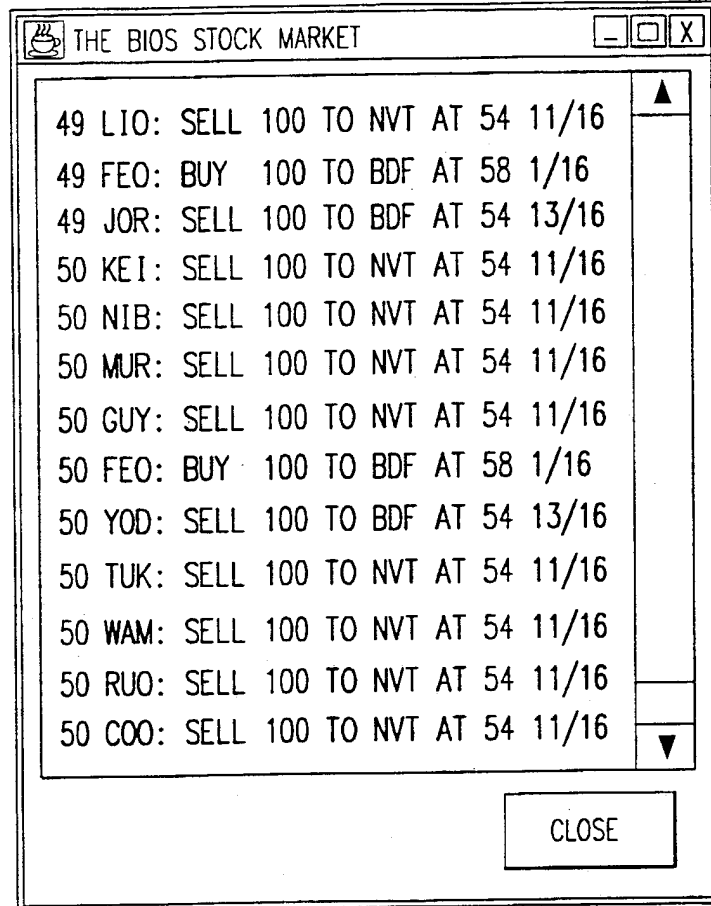 THE BIOS STOCK MARKET
49 LIO: SELL 100 TO NVT AT 54 11/16
49 FEO: BUY 100 TO BDF AT 58 1/16
49 JOR: SELL 100 TO BDF AT 54 13/16
50 KEI: SELL 100 TO NVT AT 54 11/16
50 NIB: SELL 100 TO NVT AT 54 11/16
50 MUR: SELL 100 TO NVT AT 54 11/16
50 GUY: SELL 100 TO NVT AT 54 11/16
50 FEO: BUY 100 TO BDF AT 58 1/16
50 YOD: SELL 100 TO BDF AT 54 13/16
50 TUK: SELL 100 TO NVT AT 54 11/16
50 WAM: SELL 100 TO NVT AT 54 11/16
50 RUO: SELL 100 TO NVT AT 54 11/16
50 COO: SELL 100 TO NVT AT 54 11/16
CLOSE